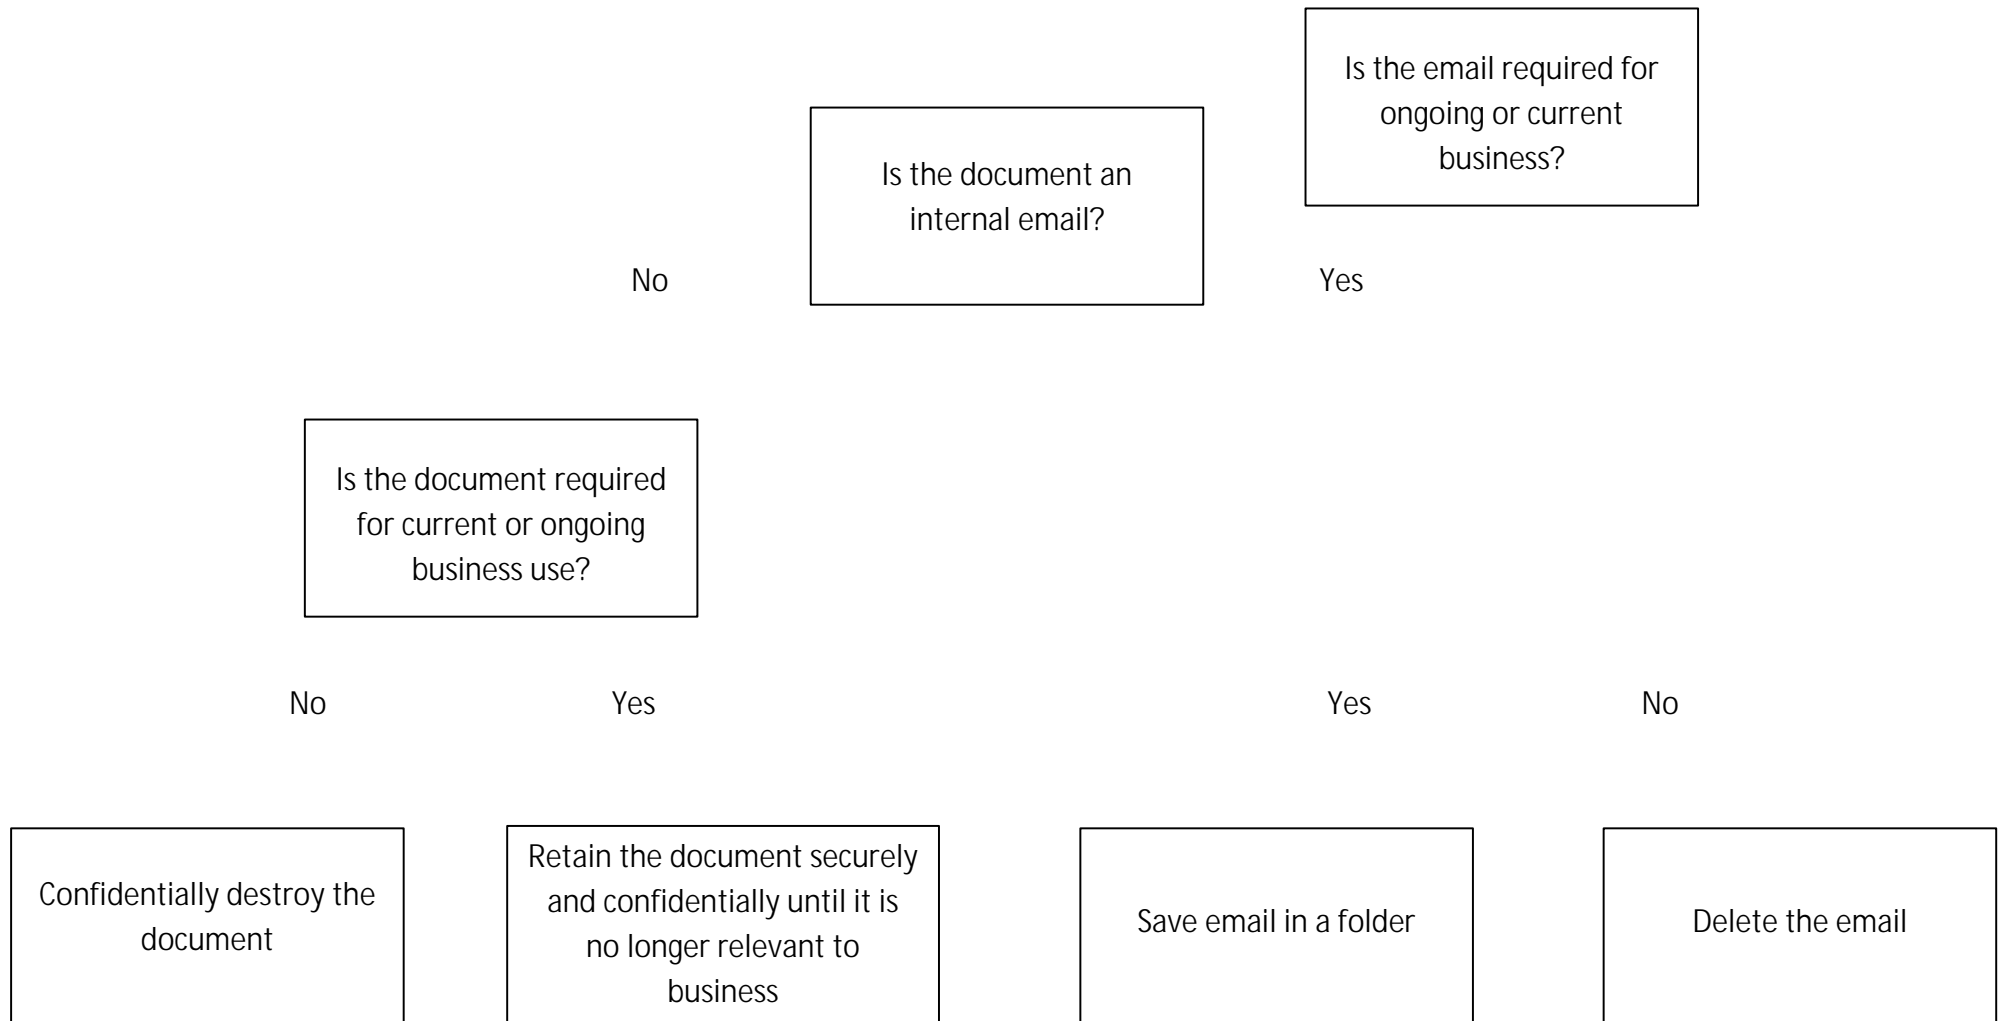 Is the email required for
ongoing or current
business?
Is the document an
internal email?
No
Yes
Is the document required
for current or ongoing
business use?
No
Yes
Yes
No
Confidentially destroy the
document
Retain the document securely
and confidentially until it is
no longer relevant to
business
Save email in a folder
Delete the email